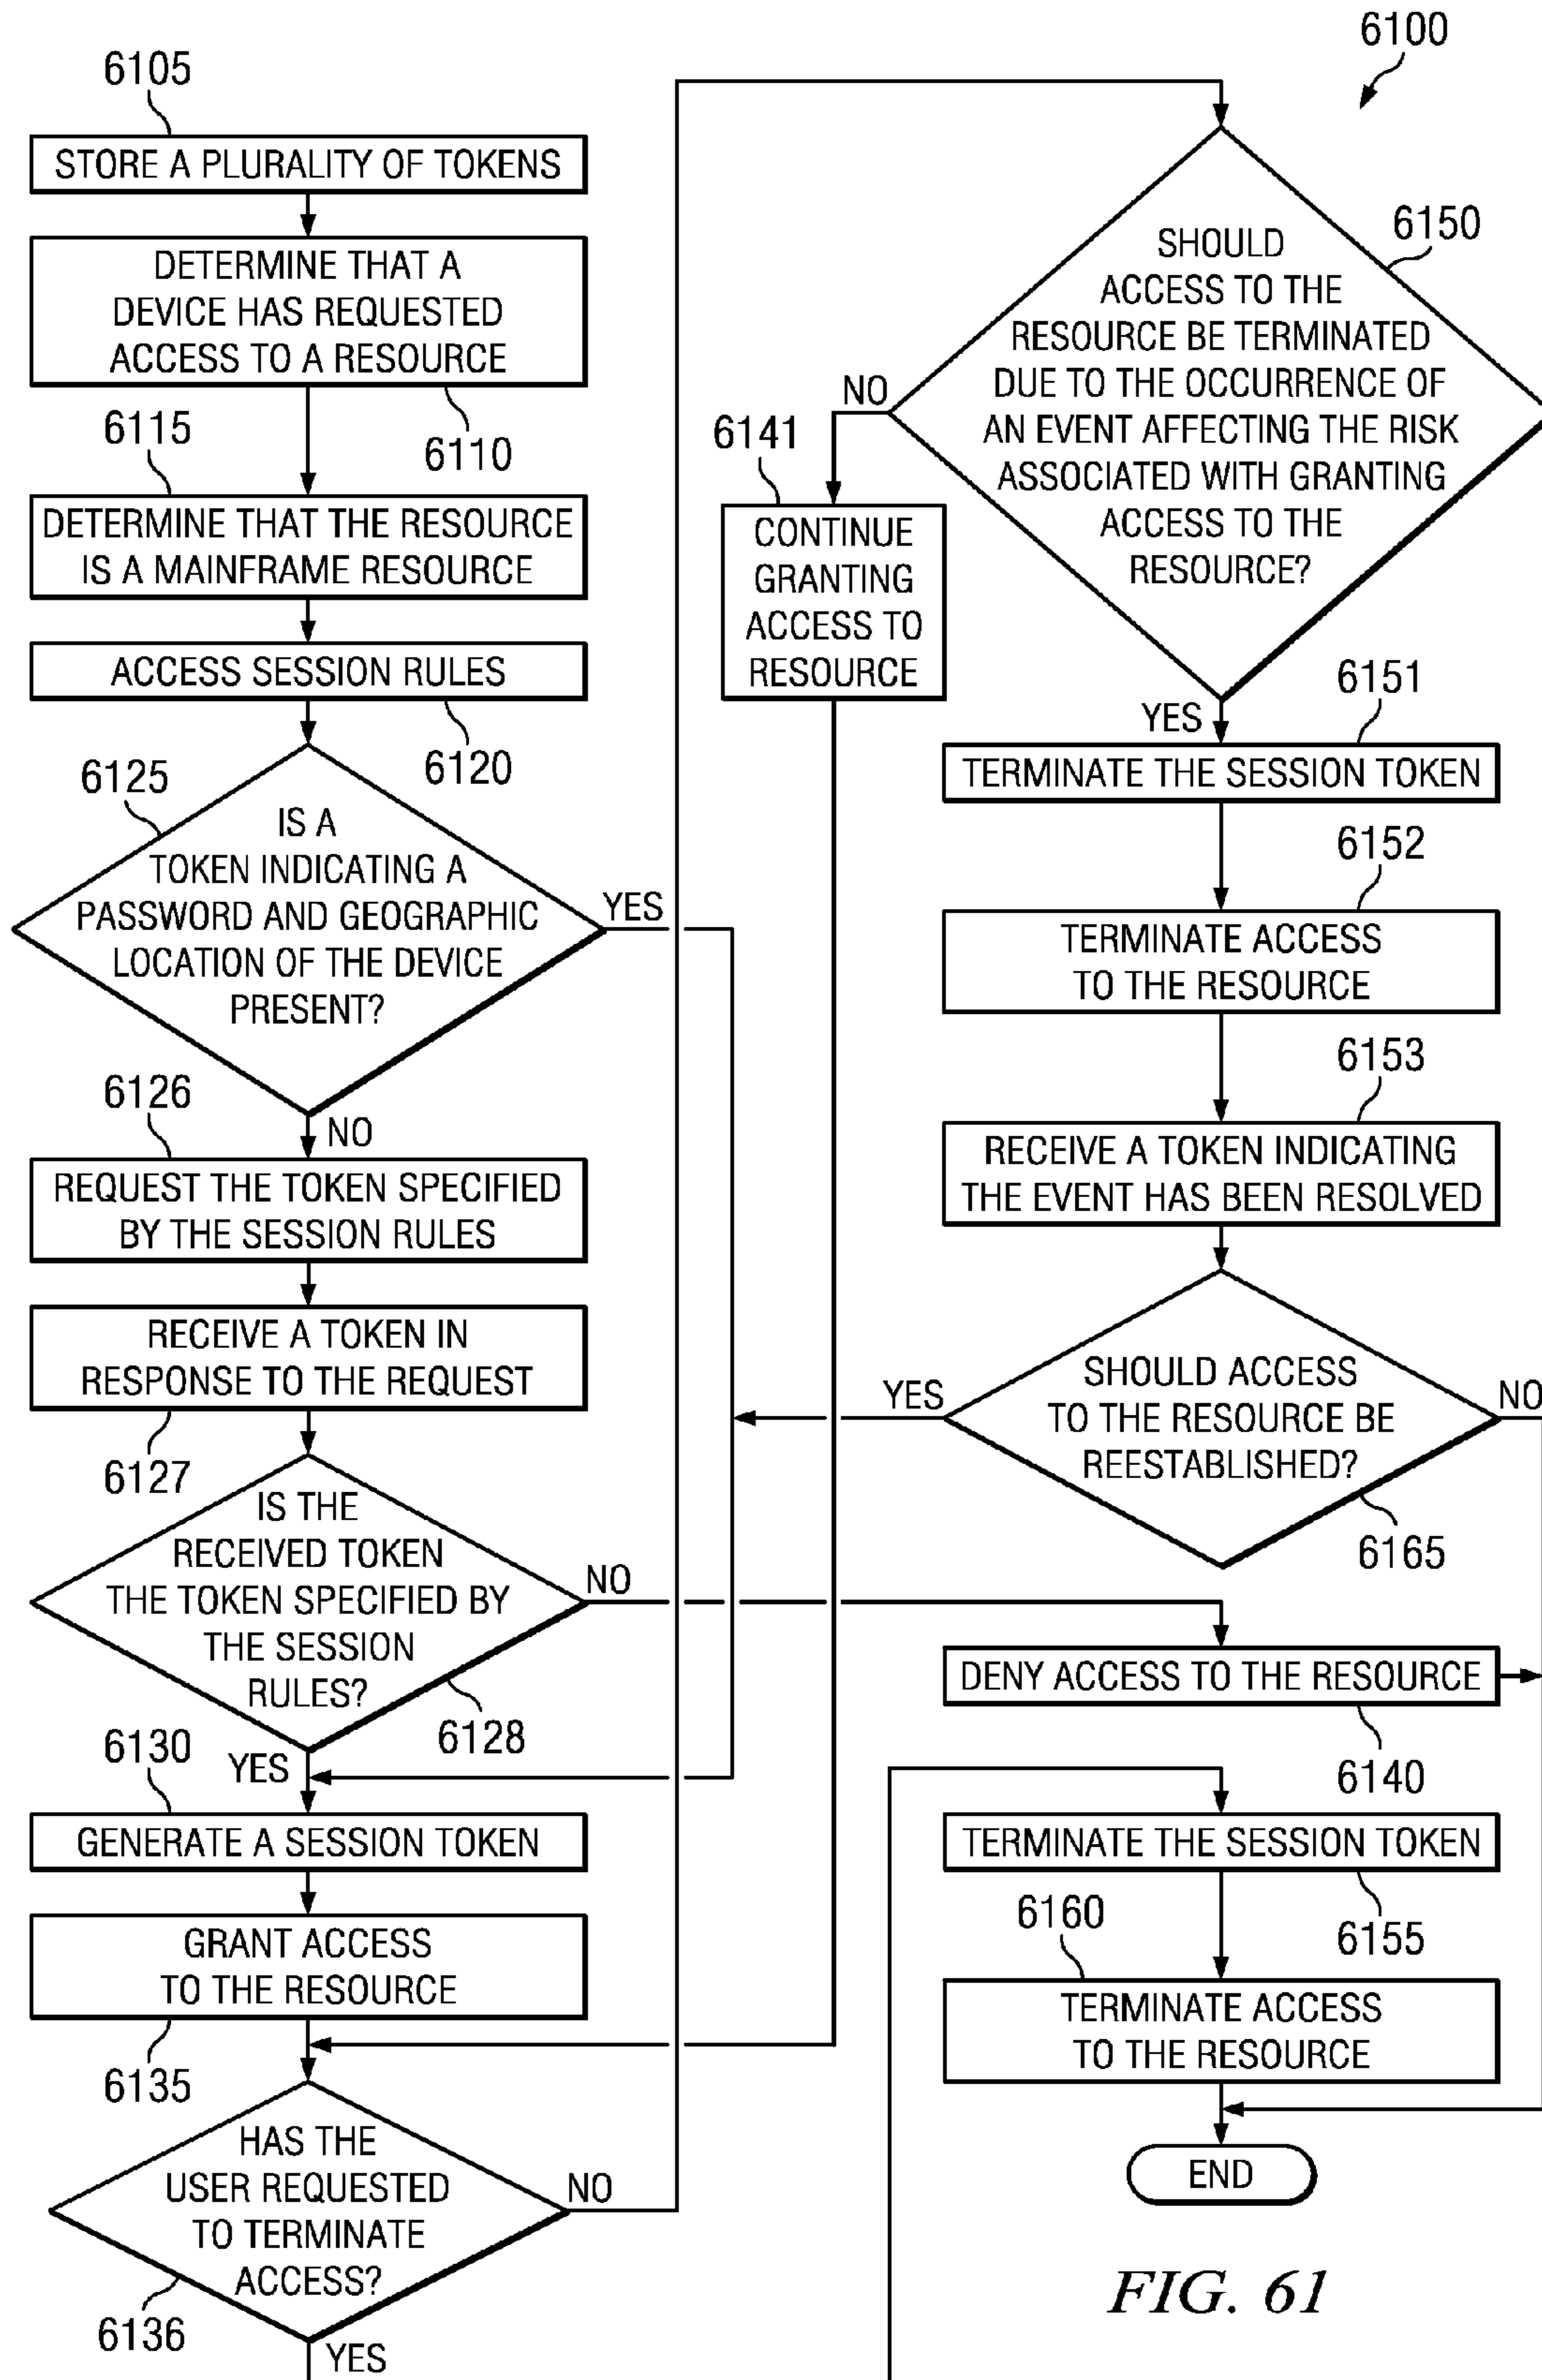 6100
6105
STORE A PLURALITY OF TOKENS
DETERMINE THAT A
DEVICE HAS REQUESTED
ACCESS TO A RESOURCE
6110
6115
DETERMINE THAT THE RESOURCE
IS A MAINFRAME RESOURCE
ACCESS SESSION RULES
6120
6125
IS A
TOKEN INDICATING A
PASSWORD AND GEOGRAPHIC
LOCATION OF THE DEVICE
PRESENT?
YES
NO
6126
REQUEST THE TOKEN SPECIFIED
BY THE SESSION RULES
RECEIVE A TOKEN IN
RESPONSE TO THE REQUEST
6127
IS THE
RECEIVED TOKEN
THE TOKEN SPECIFIED BY
THE SESSION
RULES?
NO
6128
YES
6130
GENERATE A SESSION TOKEN
GRANT ACCESS
TO THE RESOURCE
6135
HAS THE
USER REQUESTED
TO TERMINATE
ACCESS?
NO
6136
YES
6150
SHOULD
ACCESS TO THE
RESOURCE BE TERMINATED
DUE TO THE OCCURRENCE OF
AN EVENT AFFECTING THE RISK
ASSOCIATED WITH GRANTING
ACCESS TO THE
RESOURCE?
NO
6141
CONTINUE
GRANTING
ACCESS TO
RESOURCE
YES
6151
TERMINATE THE SESSION TOKEN
6152
TERMINATE ACCESS
TO THE RESOURCE
6153
RECEIVE A TOKEN INDICATING
THE EVENT HAS BEEN RESOLVED
SHOULD ACCESS
TO THE RESOURCE BE
REESTABLISHED?
YES
NO
6165
DENY ACCESS TO THE RESOURCE
6140
TERMINATE THE SESSION TOKEN
6155
6160
TERMINATE ACCESS
TO THE RESOURCE
END
FIG. 61